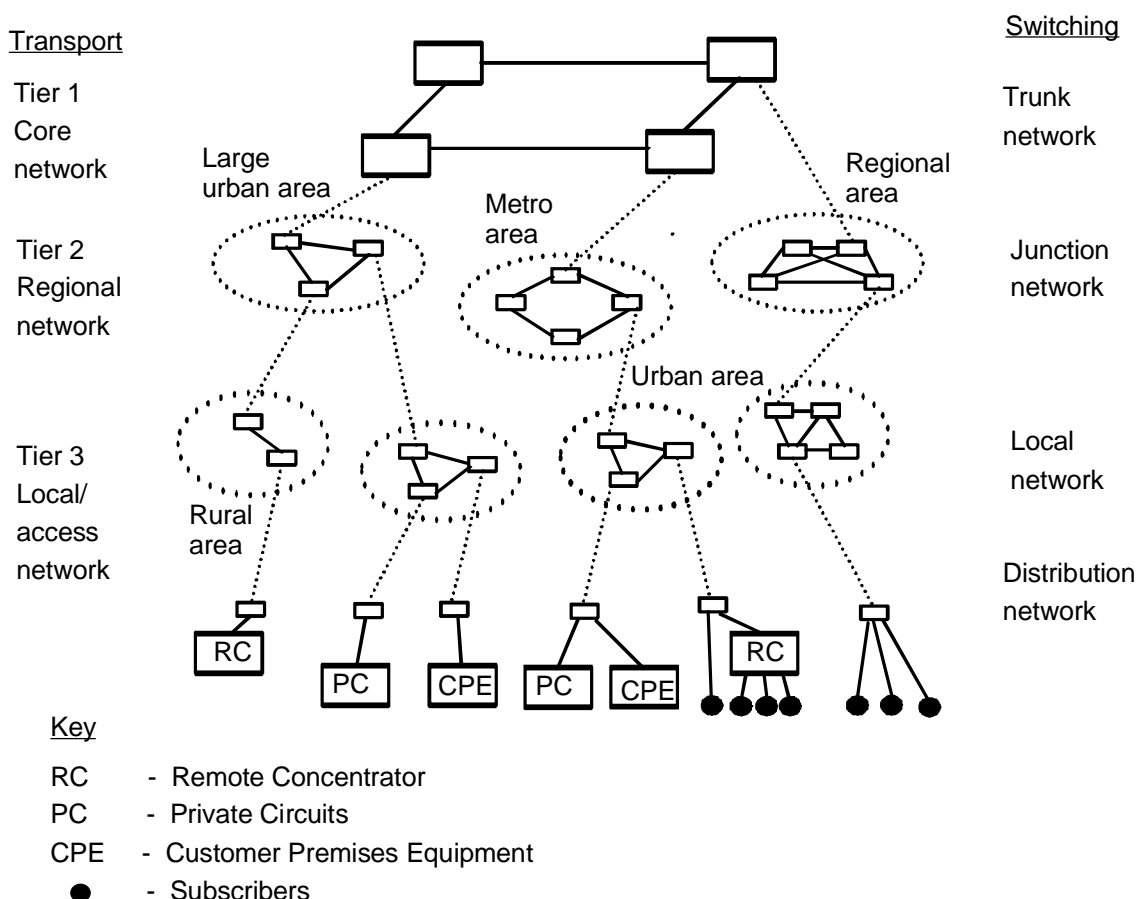 Transport
Switching
Tier 1
Core
network
Trunk
network
Large
urban area
Metro
area
Regional
area
Tier 2
Regional
network
Junction
network
Urban area
Tier 3
Local/
access
network
Rural
area
Local
network
Distribution
network
RC
PC
CPE
PC
CPE
RC
Key
RC - Remote Concentrator
PC - Private Circuits
CPE - Customer Premises Equipment
- Subscribers